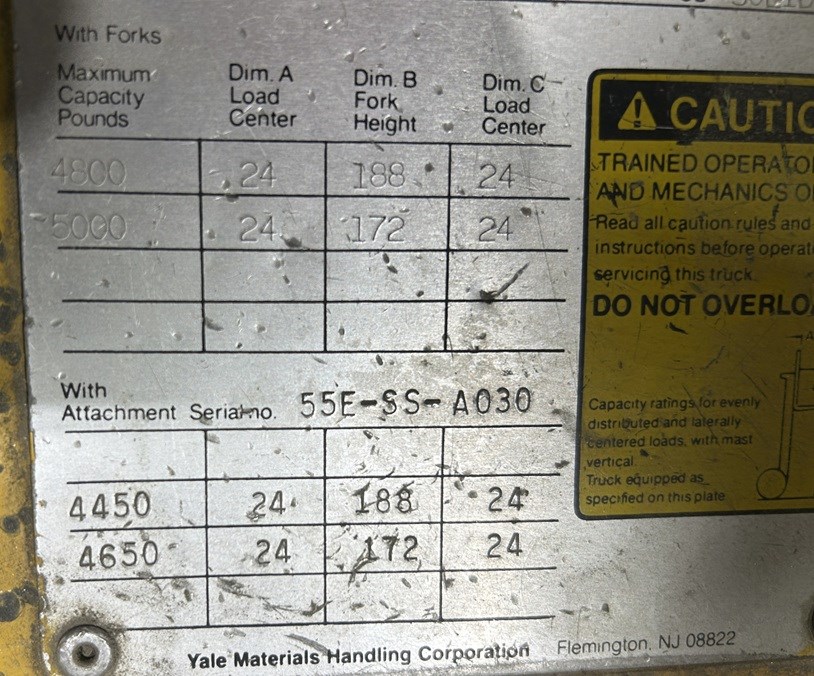 With Forks
Maximum Capacity Pounds Dim. A Load Center Dim. B Fork Height Dim. C Load Center
4800 24 188 24
5000 24 172 24
With
Attachment Serial no. 55E-SS-A030
4450 24 188 24
4650 24 172 24
Yale Materials Handling Corporation Flemington, NJ 08822
CAUTIO
TRAINED OPERATO
AND MECHANICS O
Read all caution rules and
instructions before operat
servicing this truck.
DO NOT OVERLO
Capacity ratings for evenly
distributed and laterally
centered loads, with mast
vertical.
Truck equipped as
specified on this plate
A